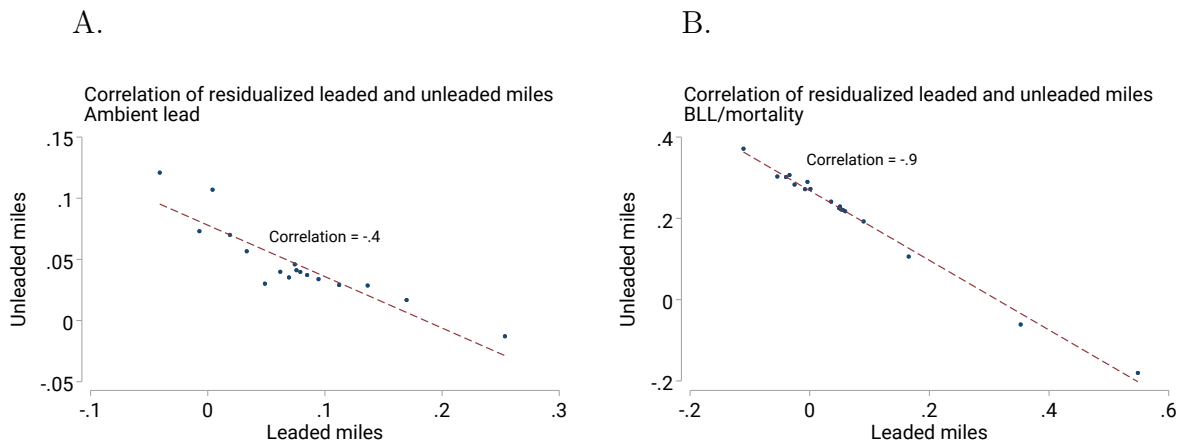 A.
Correlation of residualized leaded and unleaded miles
Ambient lead
.15
.1
.05
0
-.05
Unleaded miles
Correlation = -.4
-.1
0
.1
.2
.3
Leaded miles
B.
Correlation of residualized leaded and unleaded miles
BLL/mortality
.4
.2
0
-.2
Unleaded miles
Correlation = -.9
-.2
0
.2
.4
.6
Leaded miles